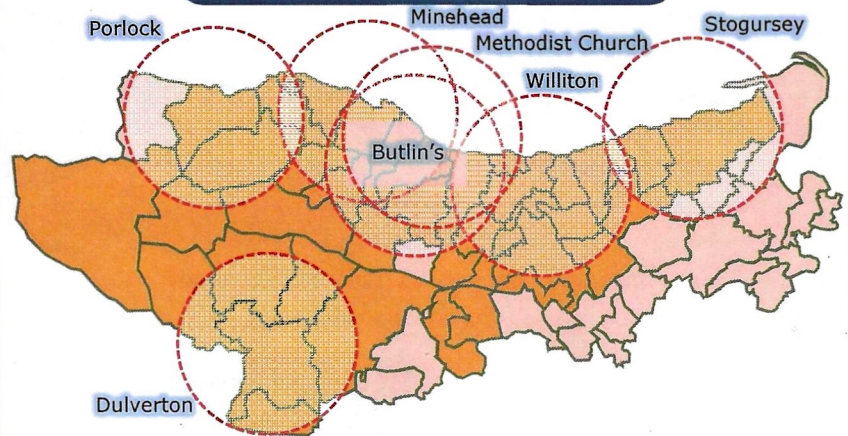 Porlock
Minehead
Methodist Church
Stogursey
Williton
Butlin's
Dulverton